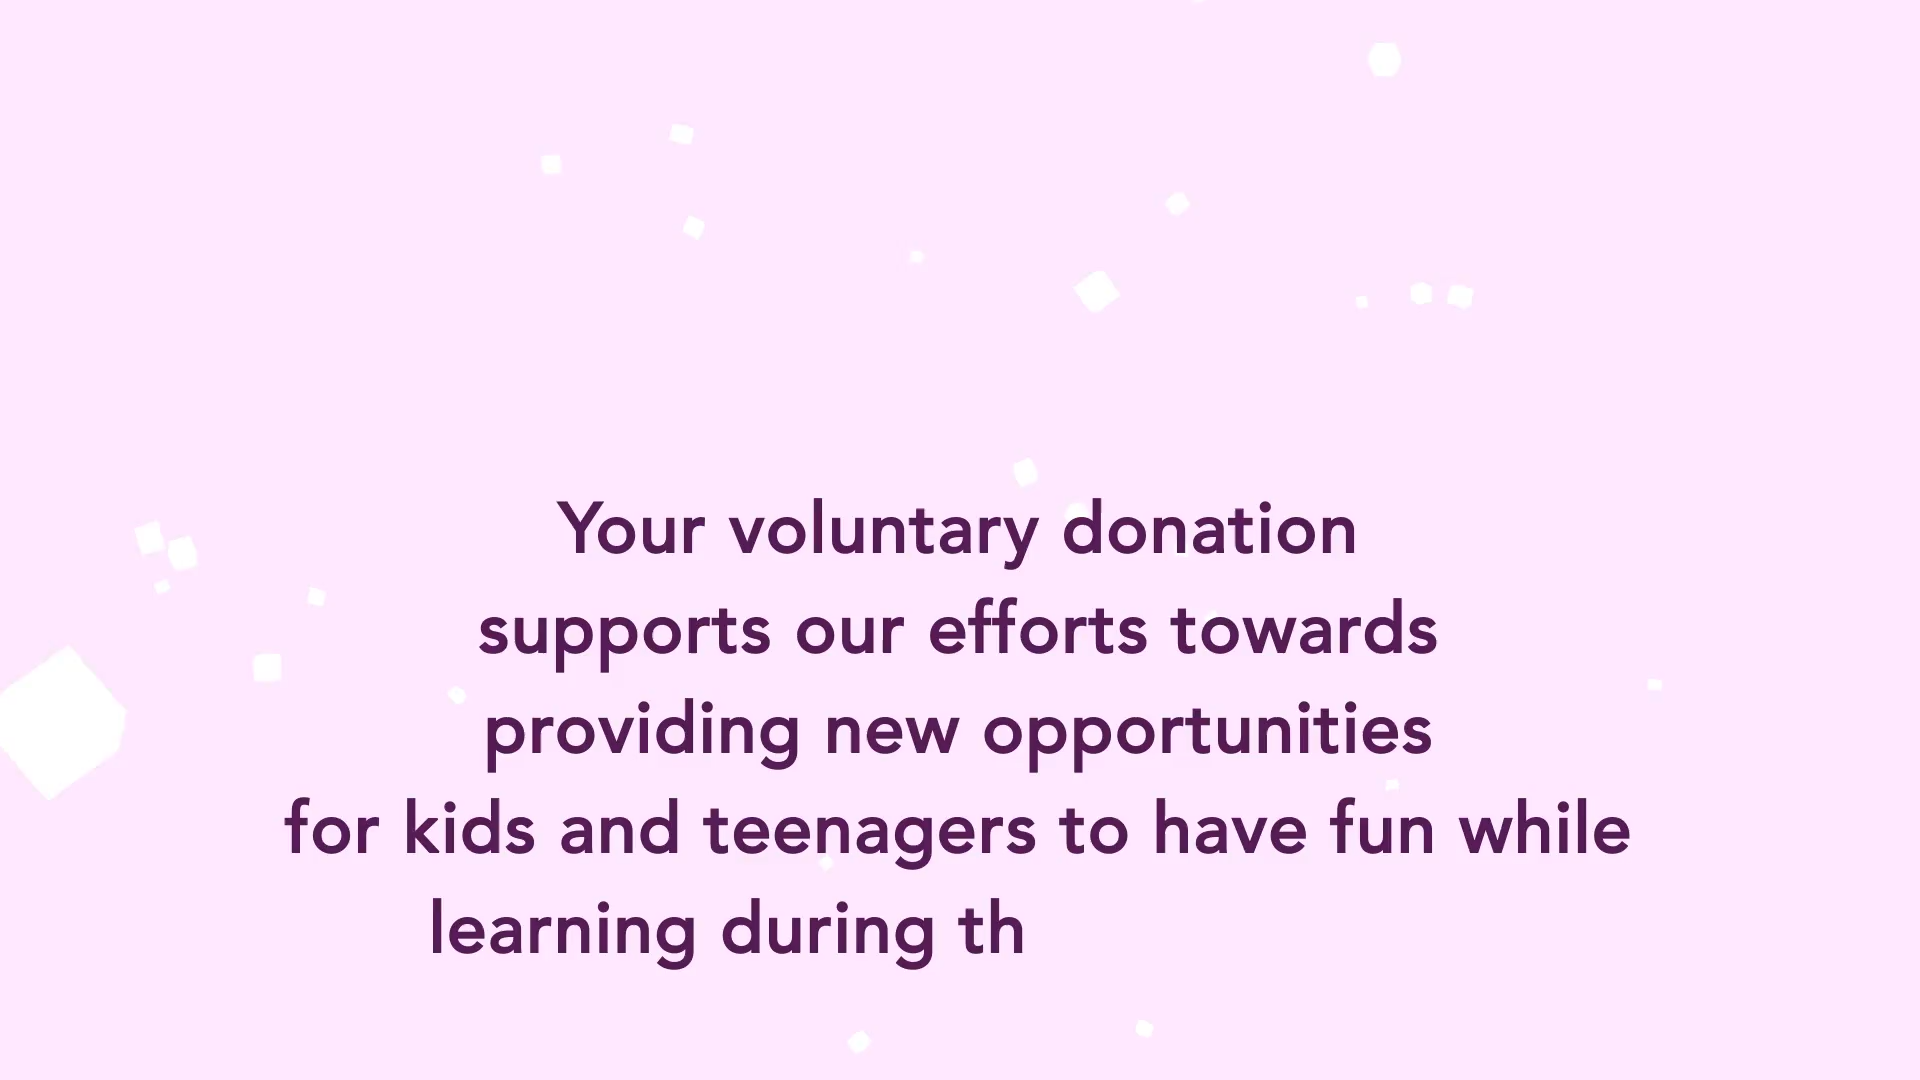 Your voluntary donation
supports our efforts towards
providing new opportunities
for kids and teenagers to have fun while
learning during th